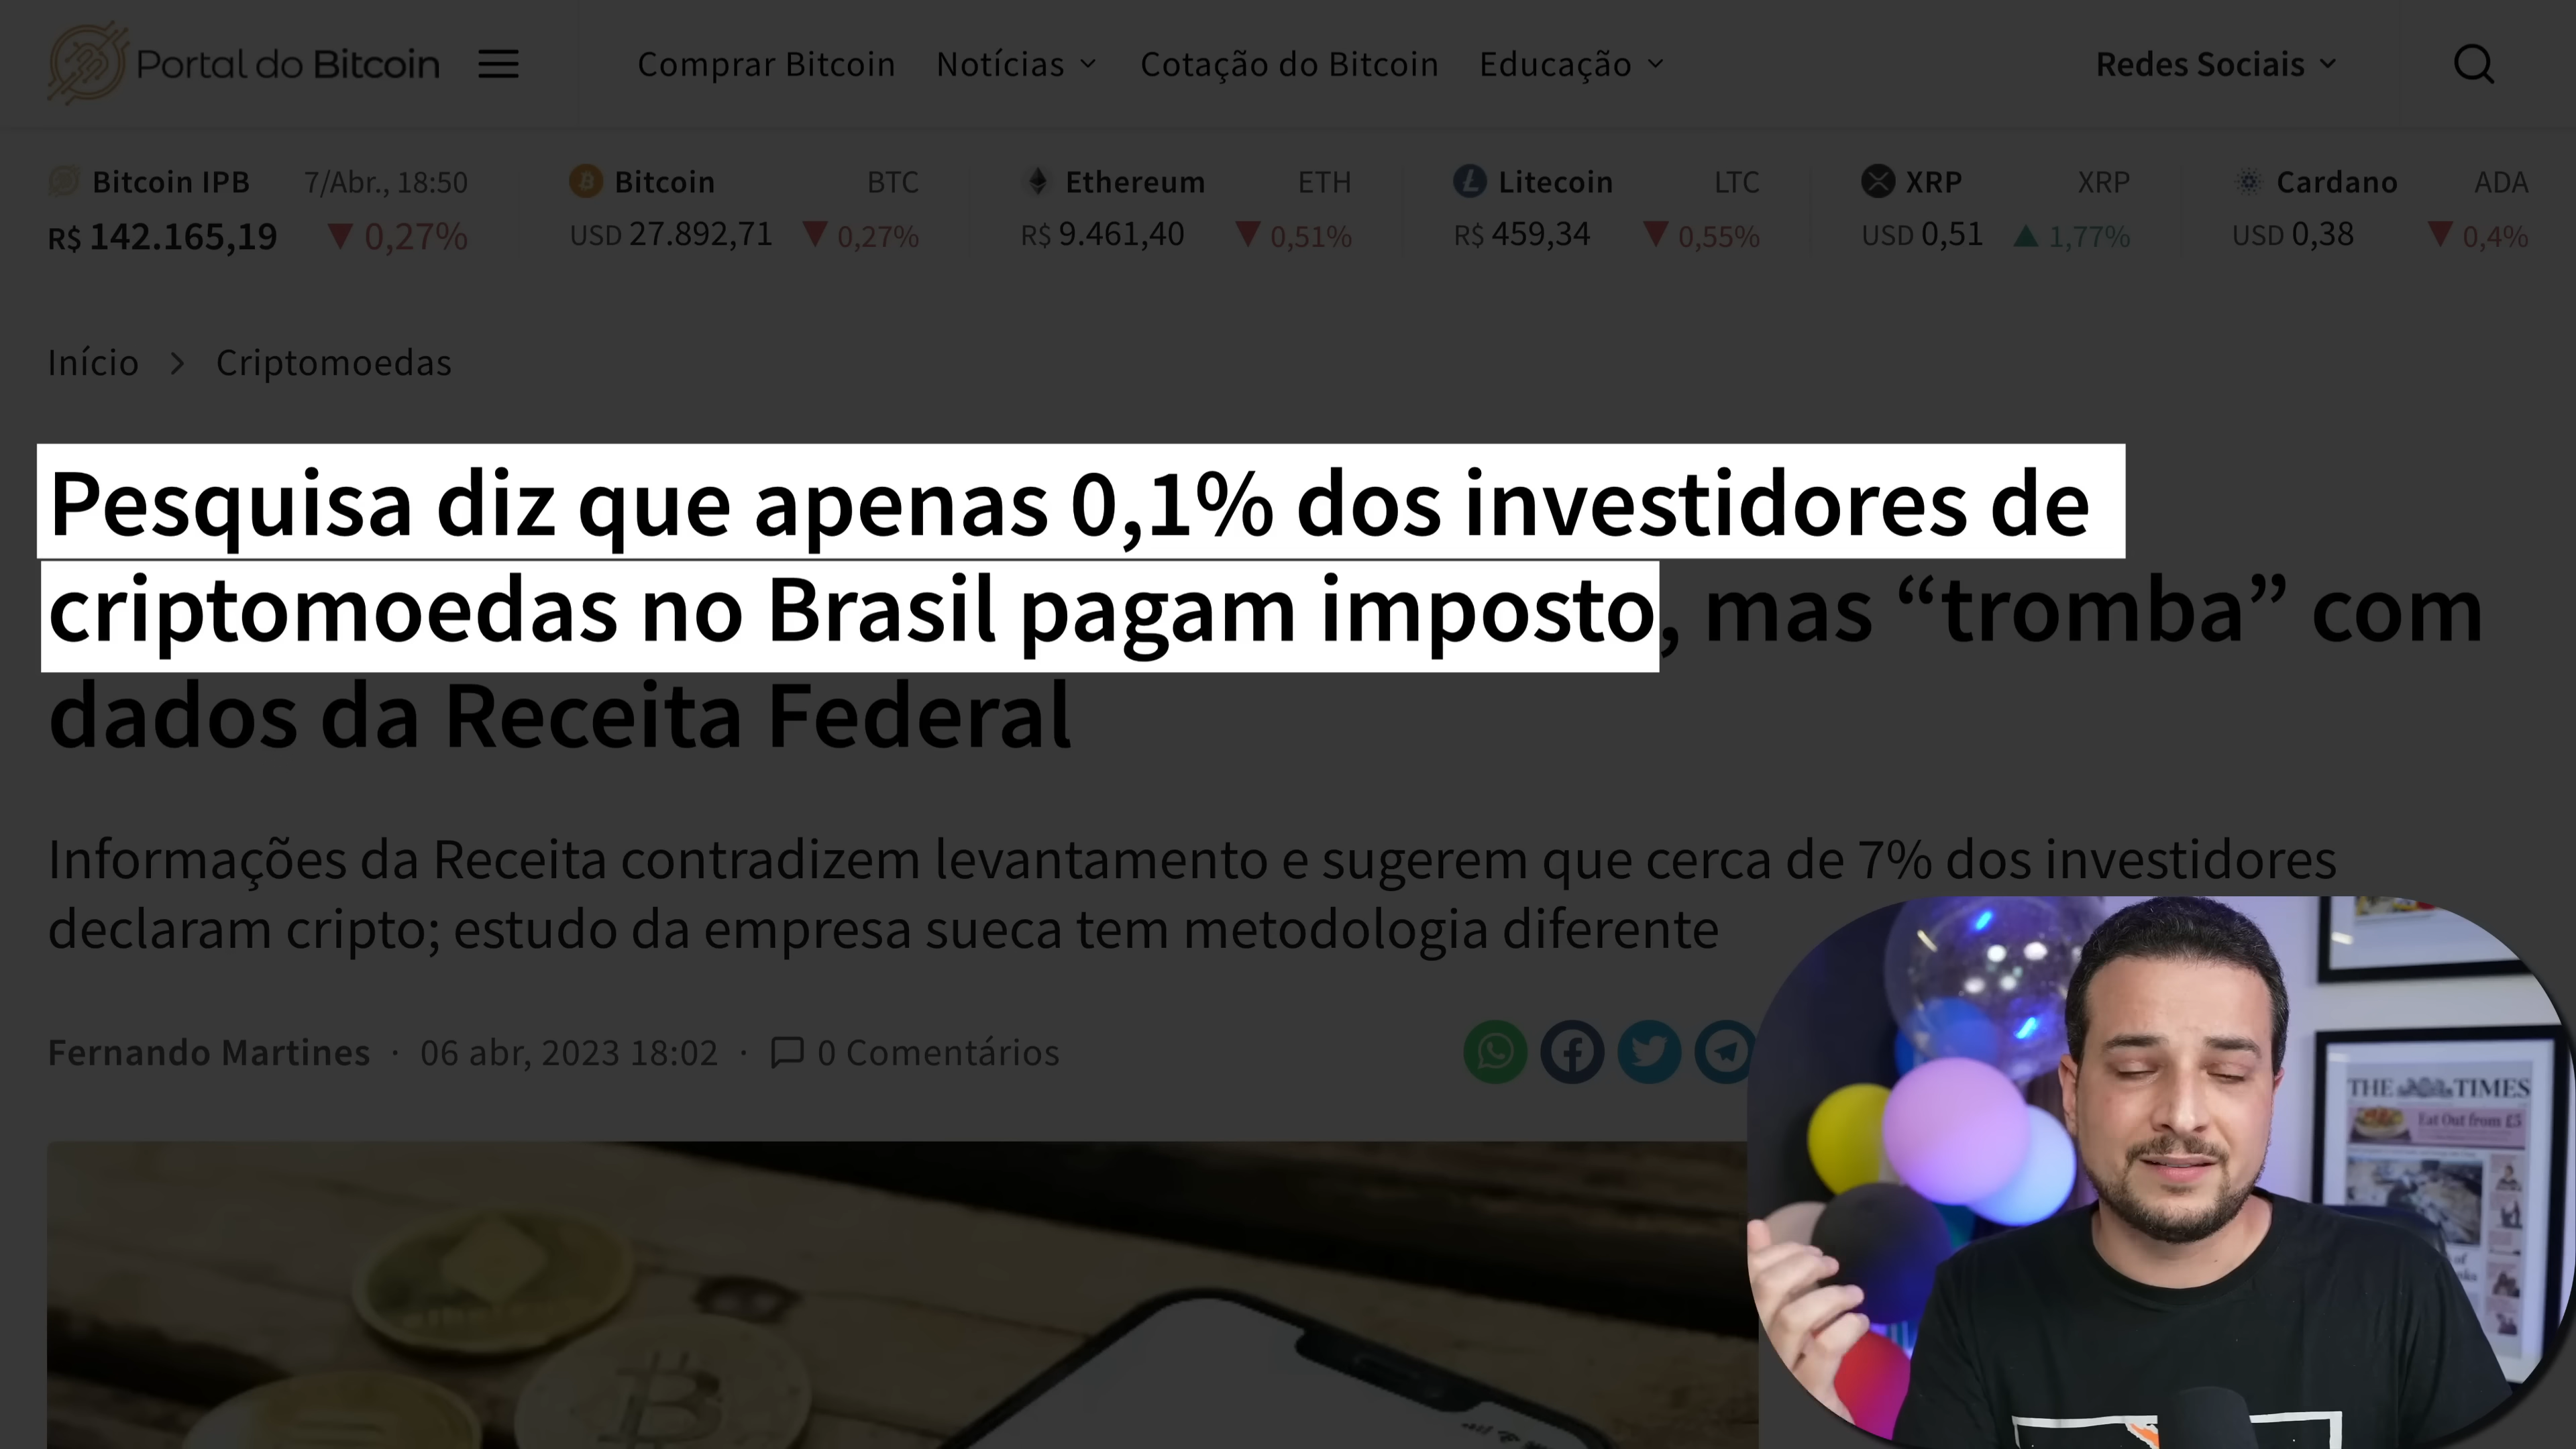 Portal do Bitcoin
Comprar Bitcoin Notícias Cotação do Bitcoin Educação Redes Sociais
Bitcoin IPB 7/Abr., 18:50 Bitcoin BTC Ethereum ETH Litecoin LTC XRP XRP Cardano ADA
R$ 142.165,19 0,27% USD 27.892,71 0,27% R$ 9.461,40 0,51% R$ 459,34 0,55% USD 0,51 1,77% USD 0,38 0,4%
Início Criptomoedas
Pesquisa diz que apenas 0,1% dos investidores de
criptomoedas no Brasil pagam imposto, mas “tromba” com
dados da Receita Federal
Informações da Receita contradizem levantamento e sugerem que cerca de 7% dos investidores
declaram cripto; estudo da empresa sueca tem metodologia diferente
Fernando Martines · 06 abr, 2023 18:02 · 0 Comentários
THE TIMES
Eat Out from £5